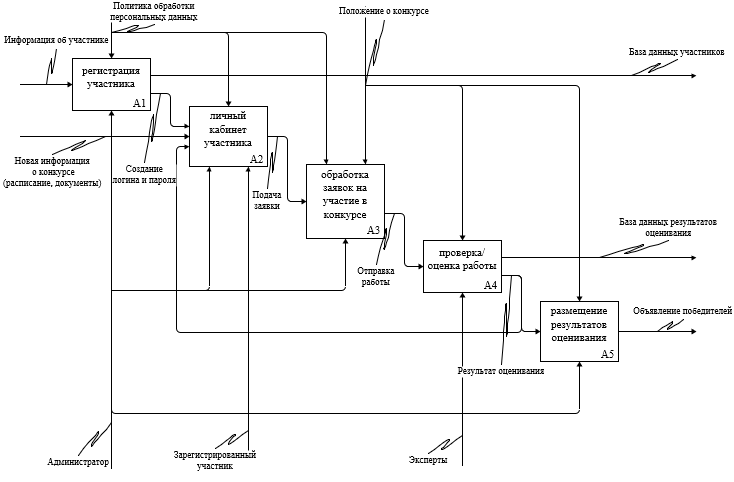 Политика обработки
персональных данных
Положение о конкурсе
Информация об участнике
База данных участников
регистрация
участника
A1
личный
кабинет
участника
A2
Новая информация
о конкурсе
(расписание, документы)
Создание
логина и пароля
Подача
заявки
обработка
заявок на
участие в
конкурсе
A3
База данных результатов
оценивания
проверка/
оценка работы
A4
Отправка
работы
размещение
результатов
оценивания
A5
Объявление победителей
Результат оценивания
Администратор
Зарегистрированный
участник
Эксперты